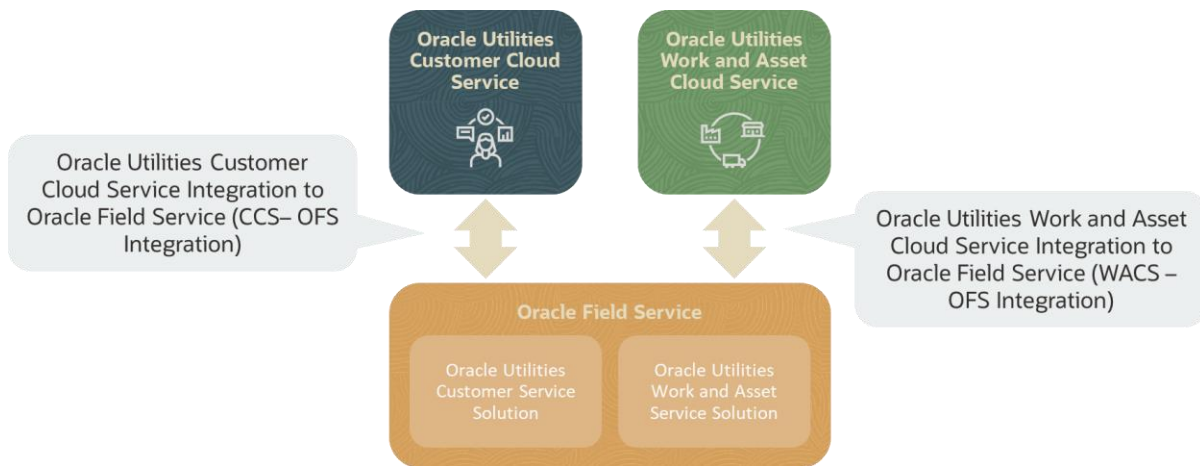 Oracle Utilities
Customer Cloud
Service
Oracle Utilities
Work and Asset
Cloud Service
Oracle Utilities Customer
Cloud Service Integration to
Oracle Field Service (CCS– OFS
Integration)
Oracle Utilities Work and Asset
Cloud Service Integration to
Oracle Field Service (WACS –
OFS Integration)
Oracle Field Service
Oracle Utilities
Customer Service
Solution
Oracle Utilities
Work and Asset
Service Solution